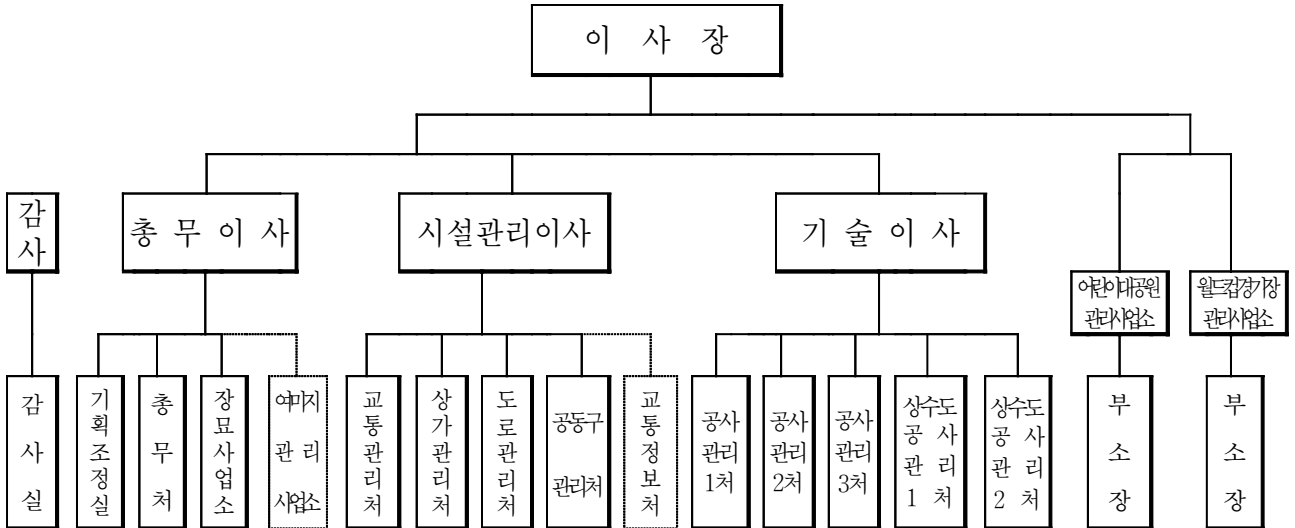 이 사 장
감사
총 무 이 사
시설관리이사
기 술 이 사
어린이대공원
관리사업소
월드컵경기장
관리사업소
감사실
기획조정실
총무처
장묘사업소
여미지
관 리
사업소
교통관리처
상가관리처
도로관리처
공동구
관리처
교통정보처
공사
관리
1처
공사
관리
2처
공사
관리
3처
상수도
공 사
관 리
1 처
상수도
공 사
관 리
2 처
부소장
부소장